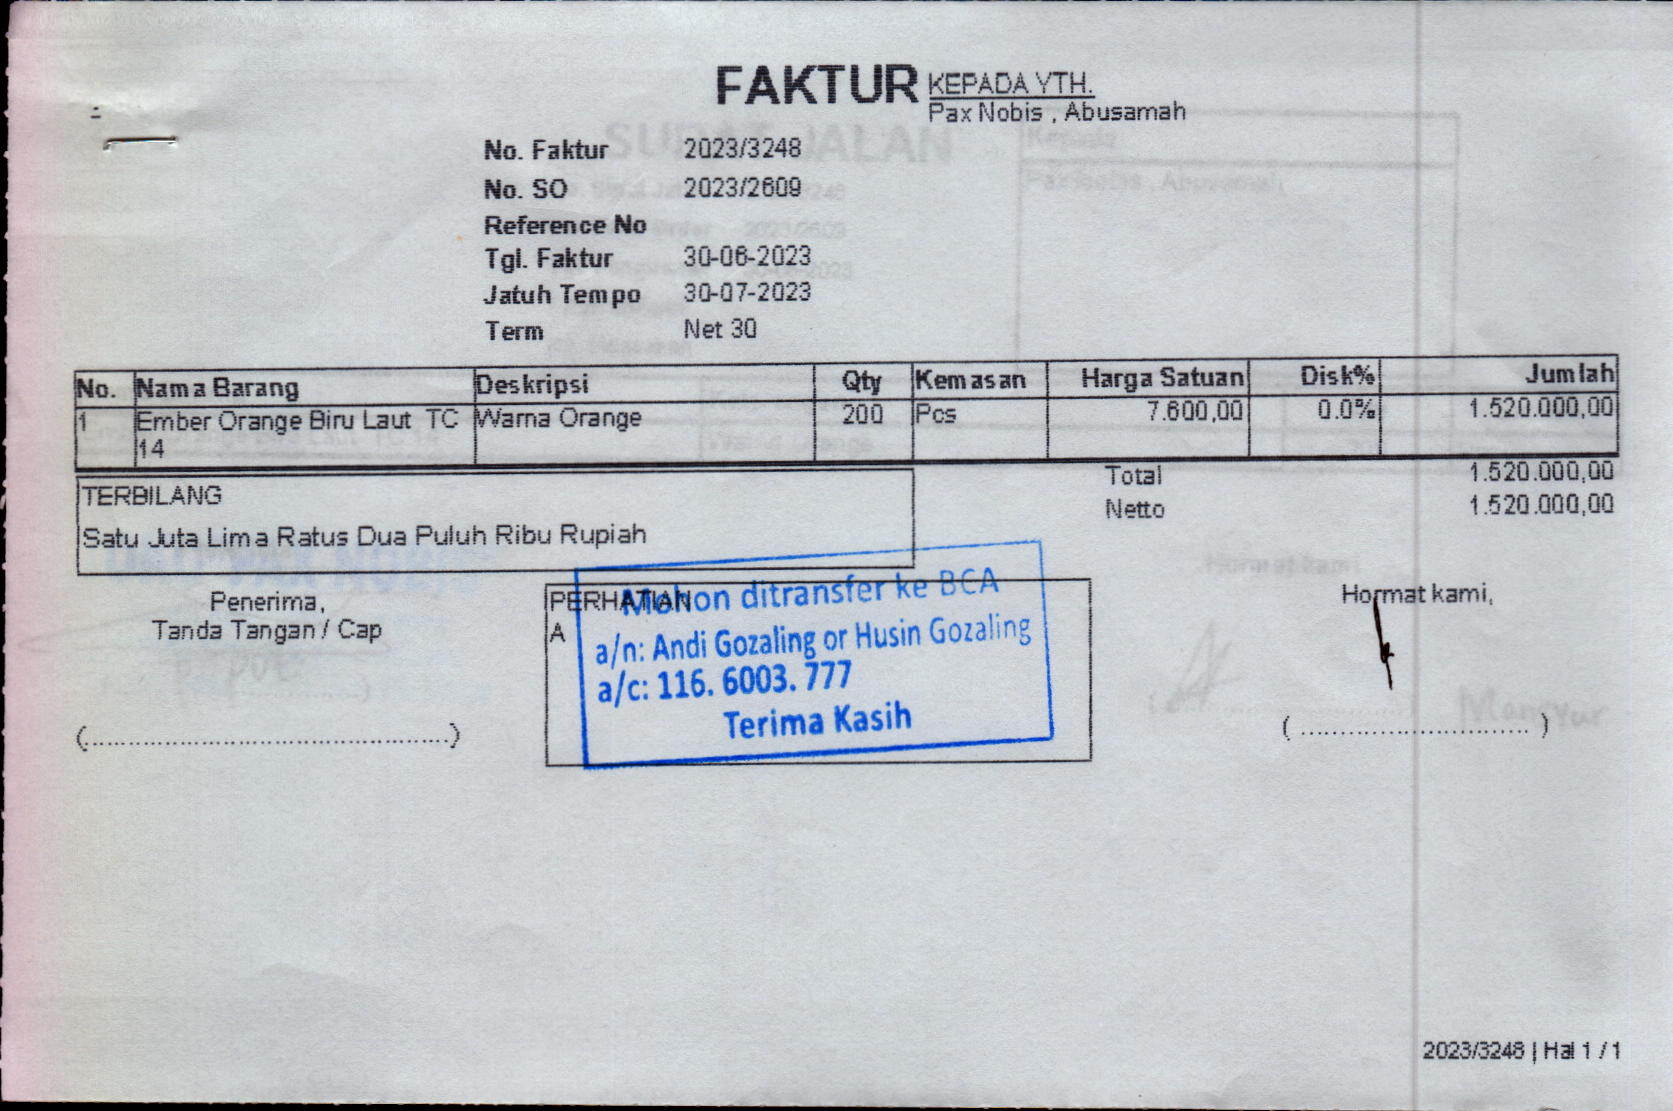 FAKTUR
KEPADA YTH.
Pax Nobis , Abusamah
No. Faktur 2023/3248
No. SO 2023/2609
Reference No
Tgl. Faktur 30-06-2023
Jatuh Tempo 30-07-2023
Term Net 30
No. Nama Barang Deskripsi Qty Kemasan Harga Satuan Disk% Jumlah
1 Ember Orange Biru Laut TC 14 Warna Orange 200 Pcs 7.600,00 0.0% 1.520.000,00
Total 1.520.000,00
Netto 1.520.000,00
TERBILANG
Satu Juta Lima Ratus Dua Puluh Ribu Rupiah
Penerima,
Tanda Tangan / Cap
(................................................)
PERHATIAN
A
Mohon ditransfer ke BCA
a/n: Andi Gozaling or Husin Gozaling
a/c: 116. 6003. 777
Terima Kasih
Hormat kami,
( .............................. )
2023/3248 | Hal 1 / 1